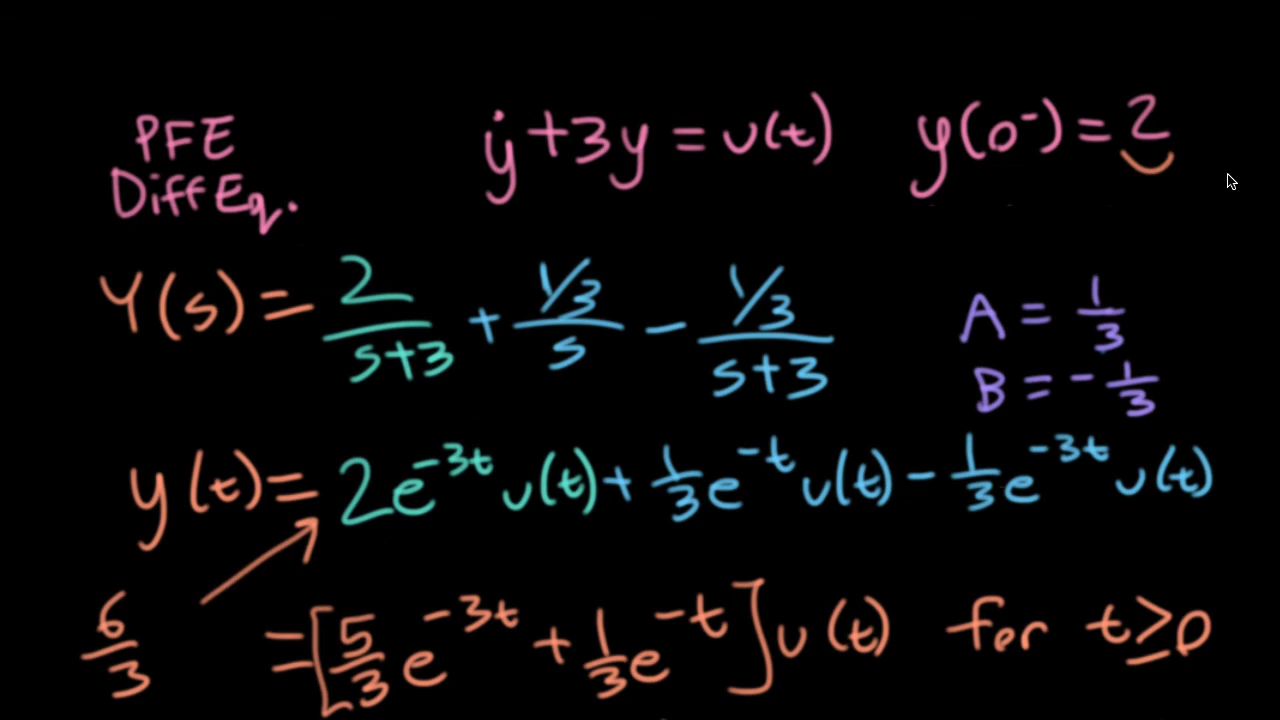 PFE
DiffEq.
ẏ+3y = u(t)   y(0⁻) = 2
Y(s) = 2/(s+3) + (1/3)/s − (1/3)/(s+3)
A = 1/3
B = −1/3
y(t) = 2e^(−3t) u(t) + 1/3 e^(−t) u(t) − 1/3 e^(−3t) u(t)
6/3
= [5/3 e^(−3t) + 1/3 e^(−t)] u(t) for t ≥ 0